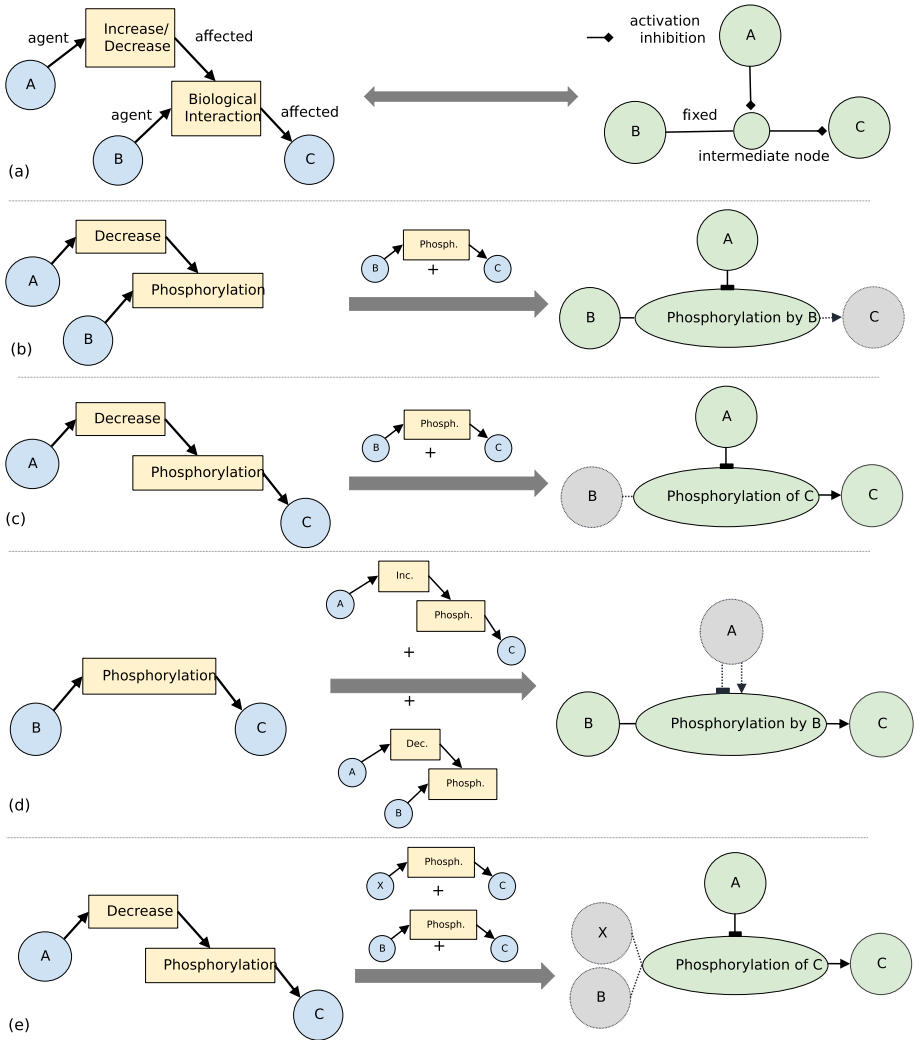 agent
Increase/
Decrease
affected
A
agent
Biological
Interaction
affected
B
C
(a)
activation
inhibition
A
B
fixed
C
intermediate node
Decrease
A
Phosphorylation
B
(b)
Phosph.
B
C
+
A
B
Phosphorylation by B
C
Decrease
A
Phosphorylation
C
(c)
Phosph.
B
C
+
A
B
Phosphorylation of C
C
Phosphorylation
B
C
(d)
Inc.
A
Phosph.
C
+
+
Dec.
A
Phosph.
B
A
B
Phosphorylation by B
C
Decrease
A
Phosphorylation
C
(e)
Phosph.
X
C
+
Phosph.
B
C
+
A
X
B
Phosphorylation of C
C